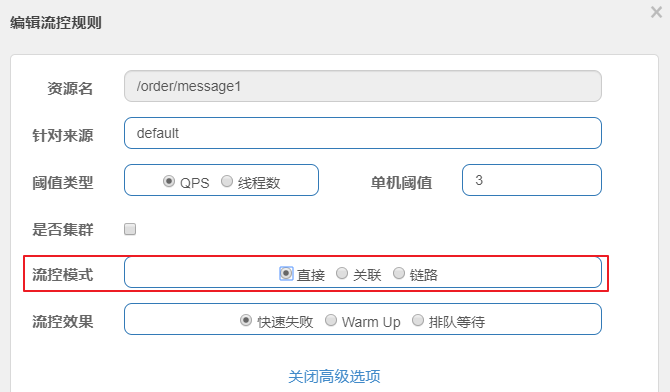 编辑流控规则
资源名 /order/message1
针对来源 default
阈值类型 QPS 线程数 单机阈值 3
是否集群
流控模式 直接 关联 链路
流控效果 快速失败 Warm Up 排队等待
关闭高级选项